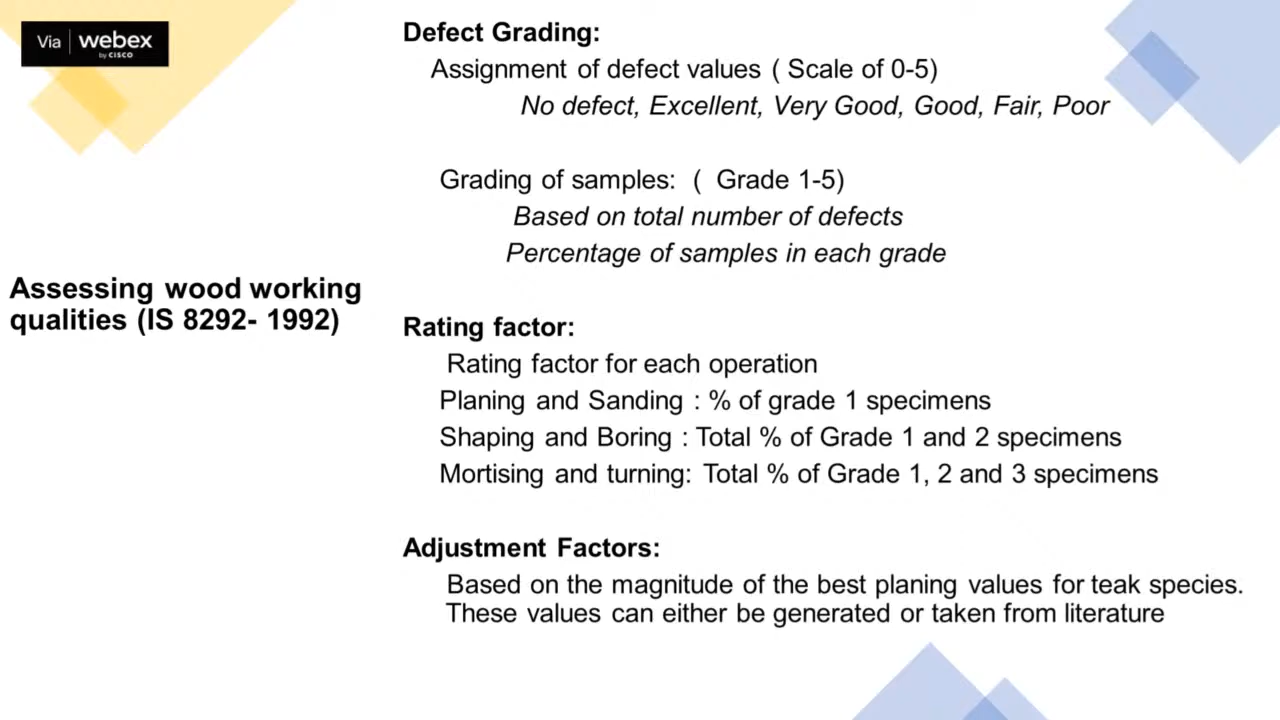 Via webex
by CISCO
Defect Grading:
Assignment of defect values ( Scale of 0-5)
No defect, Excellent, Very Good, Good, Fair, Poor
Grading of samples: ( Grade 1-5)
Based on total number of defects
Percentage of samples in each grade
Assessing wood working
qualities (IS 8292- 1992)
Rating factor:
Rating factor for each operation
Planing and Sanding : % of grade 1 specimens
Shaping and Boring : Total % of Grade 1 and 2 specimens
Mortising and turning: Total % of Grade 1, 2 and 3 specimens
Adjustment Factors:
Based on the magnitude of the best planing values for teak species.
These values can either be generated or taken from literature